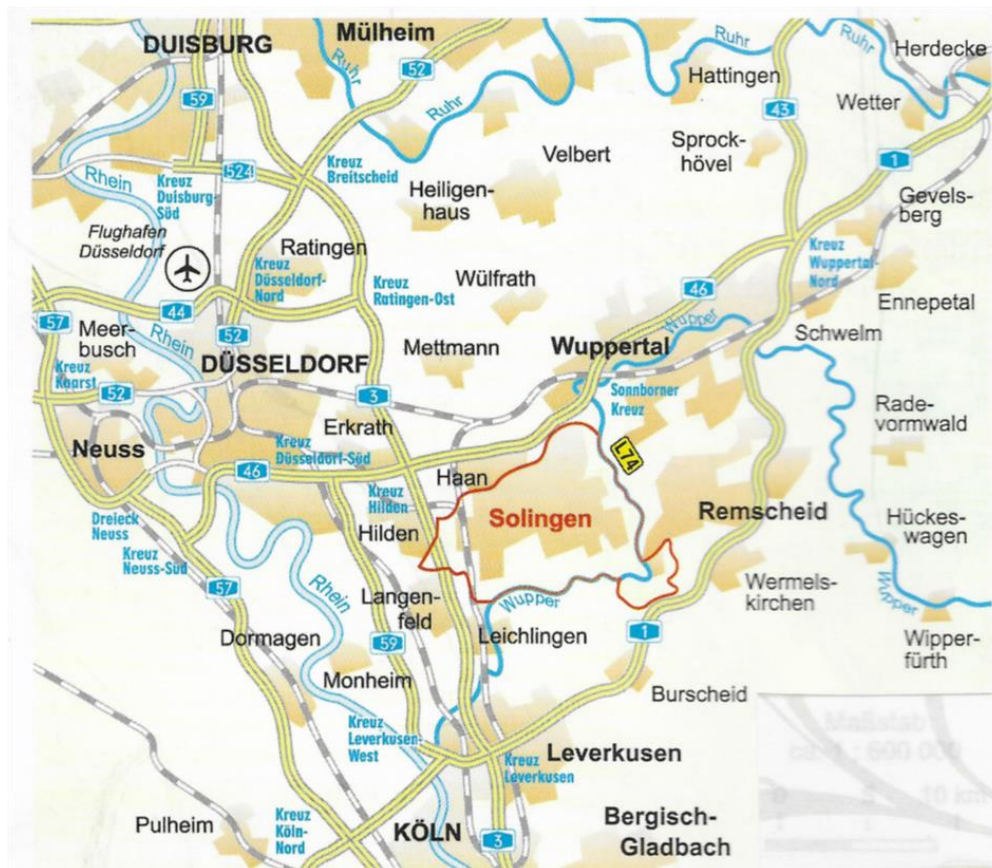 DUISBURG
Mülheim
Ruhr
52
59
Ruhr
Ruhr
Hattingen
Ruhr
Herdecke
Wetter
43
Sprock-
hövel
1
Velbert
Kreuz
Breitscheid
Rhein
524
Kreuz
Duisburg-
Süd
Heiligen-
haus
Gevels-
berg
Flughafen
Düsseldorf
Ratingen
Kreuz
Düsseldorf-
Nord
Kreuz
Ratingen-Ost
Wülfrath
Kreuz
Wuppertal-
Nord
46
Ennepetal
44
57
Meer-
busch
Rhein
52
Wupper
Schwelm
Mettmann
Wuppertal
DÜSSELDORF
Kreuz
Kaarst
52
3
Sonnborner
Kreuz
Rade-
vormwald
Erkrath
Neuss
Kreuz
Düsseldorf-Süd
46
L74
Haan
Kreuz
Hilden
Solingen
Remscheid
Dreieck
Neuss
Hilden
Kreuz
Neuss-Süd
Hückes-
wagen
Rhein
57
Wupper
Wermels-
kirchen
Wupper
Langen-
feld
Leichlingen
1
Dormagen
59
Wipper-
fürth
Monheim
Burscheid
Kreuz
Leverkusen-
West
Maßstab
10 km
Leverkusen
Kreuz
Leverkusen
Pulheim
Kreuz
Köln-
Nord
KÖLN
3
Bergisch-
Gladbach